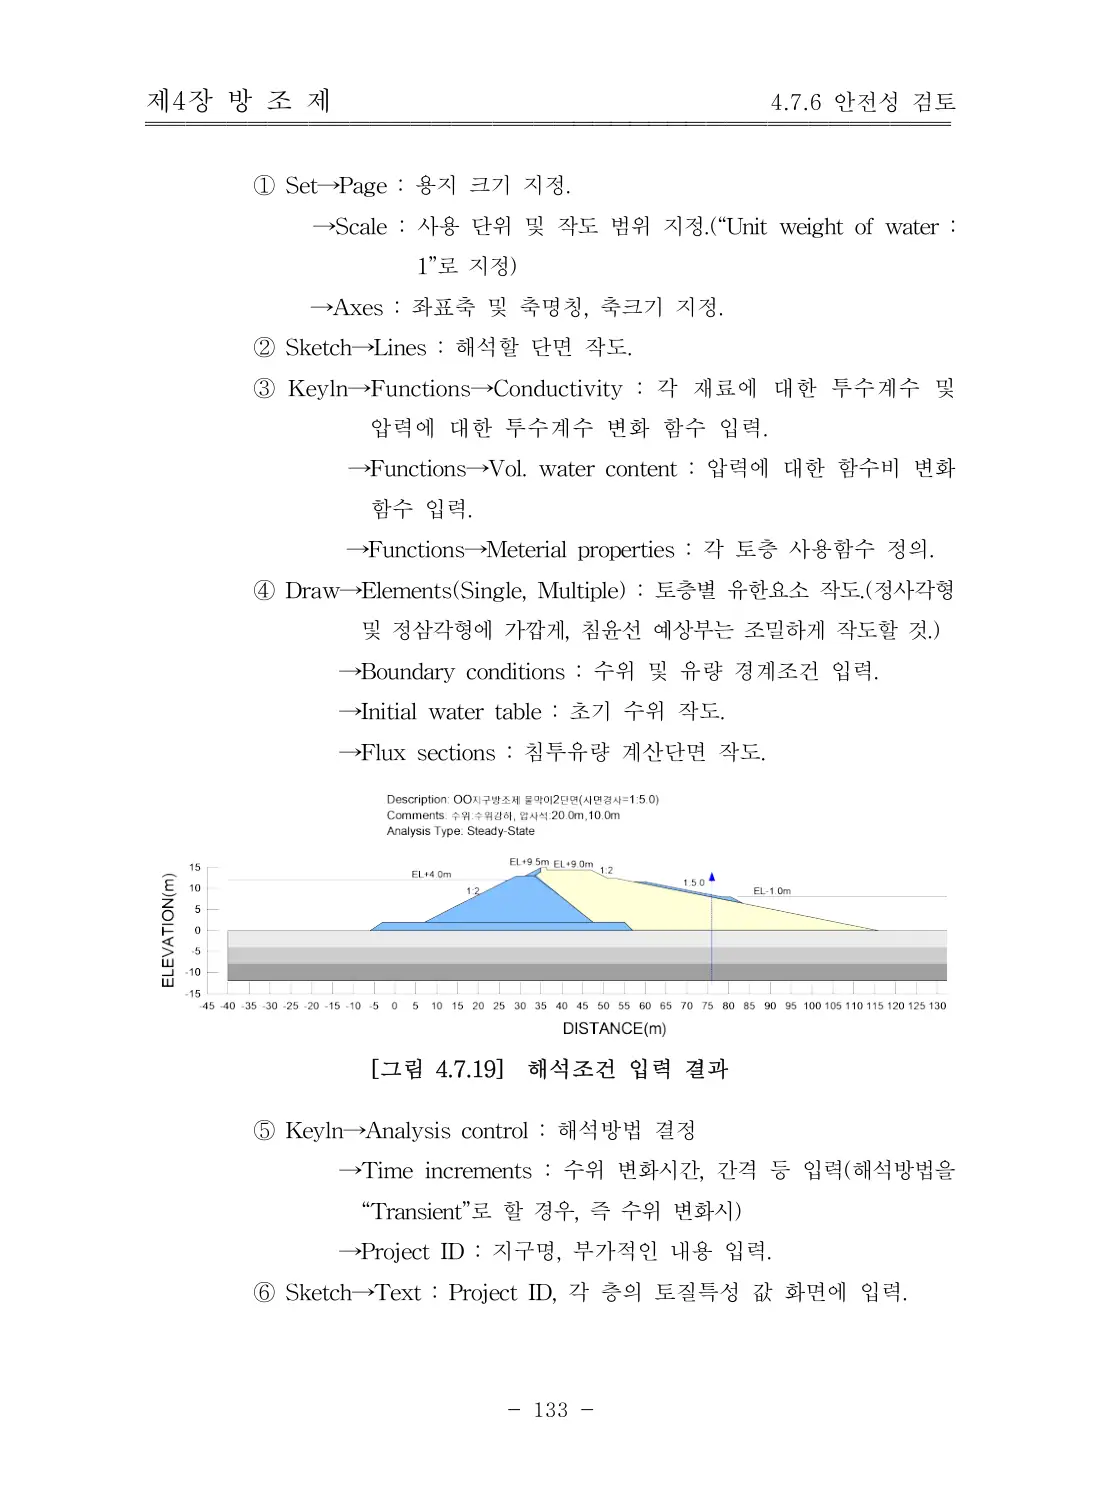 제4장 방 조 제
4.7.6 안전성 검토
① Set→Page : 용지 크기 지정.
→Scale : 사용 단위 및 작도 범위 지정.(“Unit weight of water :
1”로 지정)
→Axes : 좌표축 및 축명칭, 축크기 지정.
② Sketch→Lines : 해석할 단면 작도.
③ Keyln→Functions→Conductivity : 각 재료에 대한 투수계수 및
압력에 대한 투수계수 변화 함수 입력.
→Functions→Vol. water content : 압력에 대한 함수비 변화
함수 입력.
→Functions→Meterial properties : 각 토층 사용함수 정의.
④ Draw→Elements(Single, Multiple) : 토층별 유한요소 작도.(정사각형
및 정삼각형에 가깝게, 침윤선 예상부는 조밀하게 작도할 것.)
→Boundary conditions : 수위 및 유량 경계조건 입력.
→Initial water table : 초기 수위 작도.
→Flux sections : 침투유량 계산단면 작도.
Description: OO지구방조제 물막이2단면(사면경사=1:5.0)
Comments: 수위:수위강하, 압사석:20.0m,10.0m
Analysis Type: Steady-State
EL+9.5m EL+9.0m
EL+4.0m
1:2
1:2
1:5.0
EL-1.0m
ELEVATION(m)
15
10
5
0
-5
-10
-15
-45 -40 -35 -30 -25 -20 -15 -10 -5 0 5 10 15 20 25 30 35 40 45 50 55 60 65 70 75 80 85 90 95 100 105 110 115 120 125 130
DISTANCE(m)
[그림 4.7.19] 해석조건 입력 결과
⑤ Keyln→Analysis control : 해석방법 결정
→Time increments : 수위 변화시간, 간격 등 입력(해석방법을
“Transient”로 할 경우, 즉 수위 변화시)
→Project ID : 지구명, 부가적인 내용 입력.
⑥ Sketch→Text : Project ID, 각 층의 토질특성 값 화면에 입력.
- 133 -